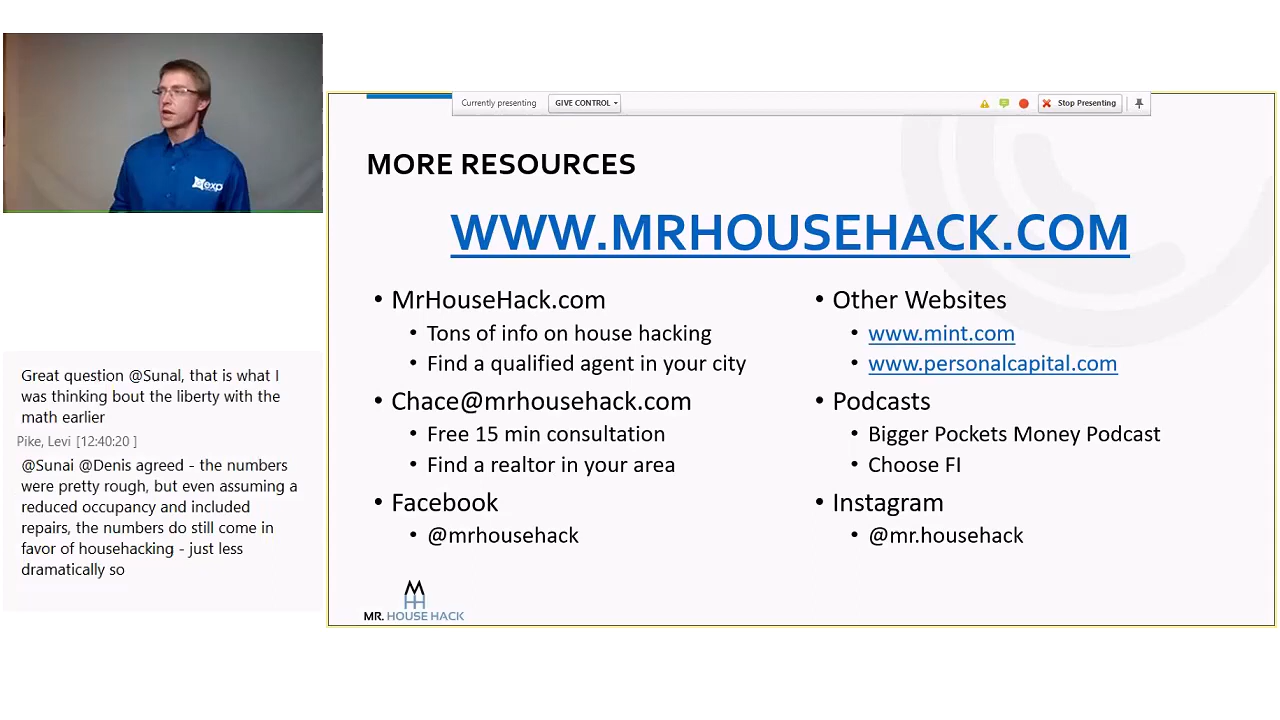 exp
Great question @Sunal, that is what I
was thinking bout the liberty with the
math earlier
Pike, Levi [12:40:20 ]
@Sunai @Denis agreed - the numbers
were pretty rough, but even assuming a
reduced occupancy and included
repairs, the numbers do still come in
favor of househacking - just less
dramatically so
Currently presenting
GIVE CONTROL
Stop Presenting
MORE RESOURCES
WWW.MRHOUSEHACK.COM
• MrHouseHack.com
• Tons of info on house hacking
• Find a qualified agent in your city
• Chace@mrhousehack.com
• Free 15 min consultation
• Find a realtor in your area
• Facebook
• @mrhousehack
• Other Websites
• www.mint.com
• www.personalcapital.com
• Podcasts
• Bigger Pockets Money Podcast
• Choose FI
• Instagram
• @mr.househack
MR. HOUSE HACK